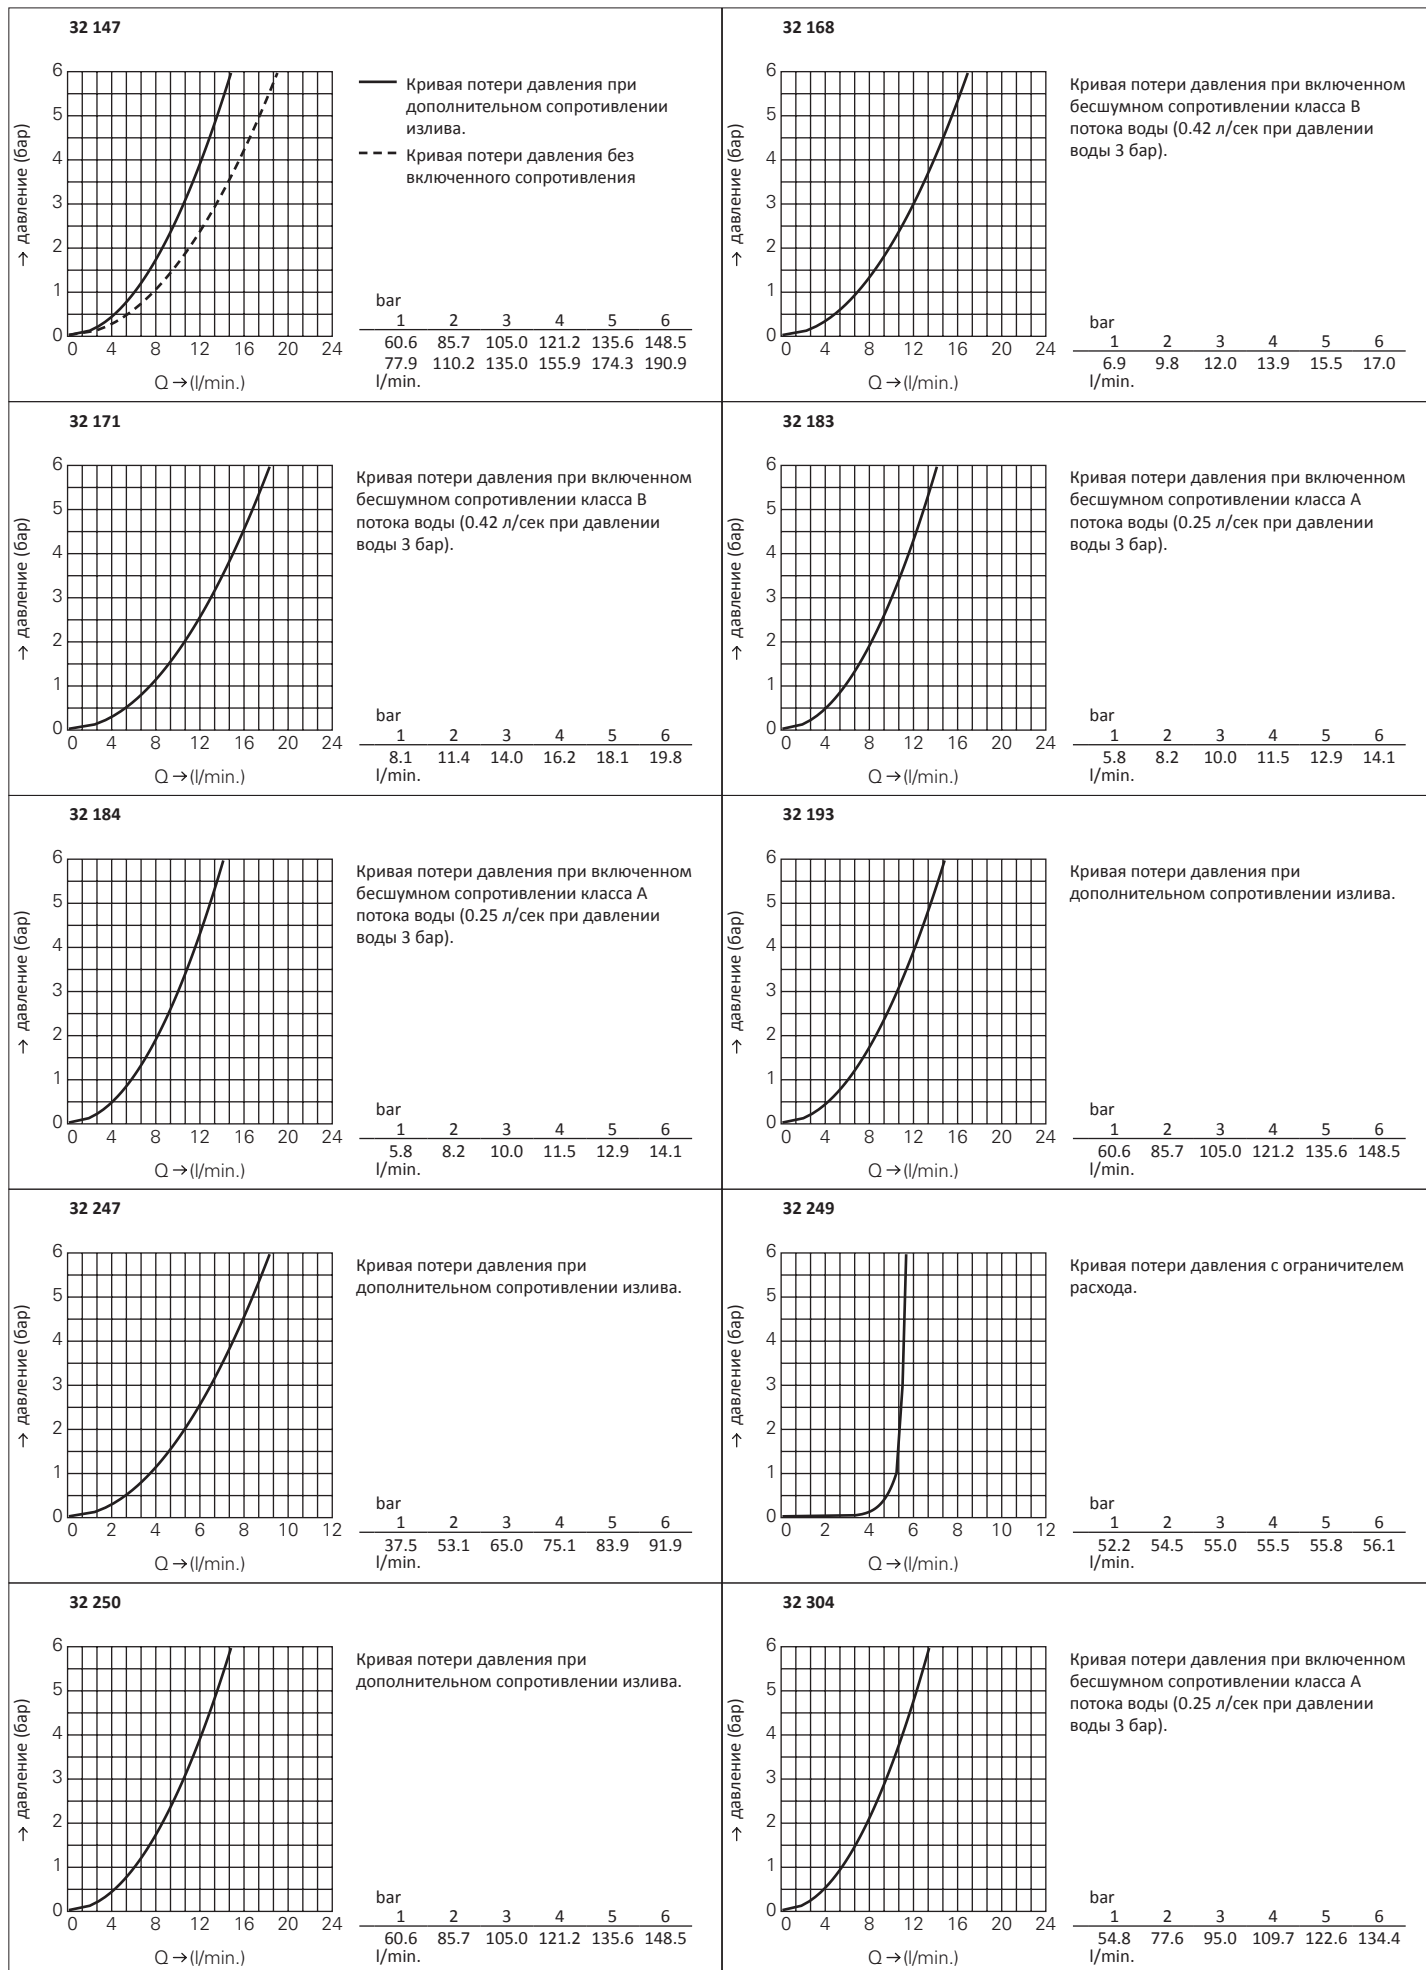 32 147
6
5
4
3
2
1
0
0 4 8 12 16 20 24
→ давление (бар)
Q →(l/min.)
Кривая потери давления при
дополнительном сопротивлении
излива.
Кривая потери давления без
включенного сопротивления
bar
1 2 3 4 5 6
60.6 85.7 105.0 121.2 135.6 148.5
77.9 110.2 135.0 155.9 174.3 190.9
l/min.
32 168
6
5
4
3
2
1
0
0 4 8 12 16 20 24
→ давление (бар)
Q →(l/min.)
Кривая потери давления при включенном
бесшумном сопротивлении класса B
потока воды (0.42 л/сек при давлении
воды 3 бар).
bar
1 2 3 4 5 6
6.9 9.8 12.0 13.9 15.5 17.0
l/min.
32 171
6
5
4
3
2
1
0
0 4 8 12 16 20 24
→ давление (бар)
Q →(l/min.)
Кривая потери давления при включенном
бесшумном сопротивлении класса B
потока воды (0.42 л/сек при давлении
воды 3 бар).
bar
1 2 3 4 5 6
8.1 11.4 14.0 16.2 18.1 19.8
l/min.
32 183
6
5
4
3
2
1
0
0 4 8 12 16 20 24
→ давление (бар)
Q →(l/min.)
Кривая потери давления при включенном
бесшумном сопротивлении класса A
потока воды (0.25 л/сек при давлении
воды 3 бар).
bar
1 2 3 4 5 6
5.8 8.2 10.0 11.5 12.9 14.1
l/min.
32 184
6
5
4
3
2
1
0
0 4 8 12 16 20 24
→ давление (бар)
Q →(l/min.)
Кривая потери давления при включенном
бесшумном сопротивлении класса A
потока воды (0.25 л/сек при давлении
воды 3 бар).
bar
1 2 3 4 5 6
5.8 8.2 10.0 11.5 12.9 14.1
l/min.
32 193
6
5
4
3
2
1
0
0 4 8 12 16 20 24
→ давление (бар)
Q →(l/min.)
Кривая потери давления при
дополнительном сопротивлении излива.
bar
1 2 3 4 5 6
60.6 85.7 105.0 121.2 135.6 148.5
l/min.
32 247
6
5
4
3
2
1
0
0 2 4 6 8 10 12
→ давление (бар)
Q →(l/min.)
Кривая потери давления при
дополнительном сопротивлении излива.
bar
1 2 3 4 5 6
37.5 53.1 65.0 75.1 83.9 91.9
l/min.
32 249
6
5
4
3
2
1
0
0 2 4 6 8 10 12
→ давление (бар)
Q →(l/min.)
Кривая потери давления с ограничителем
расхода.
bar
1 2 3 4 5 6
52.2 54.5 55.0 55.5 55.8 56.1
l/min.
32 250
6
5
4
3
2
1
0
0 4 8 12 16 20 24
→ давление (бар)
Q →(l/min.)
Кривая потери давления при
дополнительном сопротивлении излива.
bar
1 2 3 4 5 6
60.6 85.7 105.0 121.2 135.6 148.5
l/min.
32 304
6
5
4
3
2
1
0
0 4 8 12 16 20 24
→ давление (бар)
Q →(l/min.)
Кривая потери давления при включенном
бесшумном сопротивлении класса A
потока воды (0.25 л/сек при давлении
воды 3 бар).
bar
1 2 3 4 5 6
54.8 77.6 95.0 109.7 122.6 134.4
l/min.